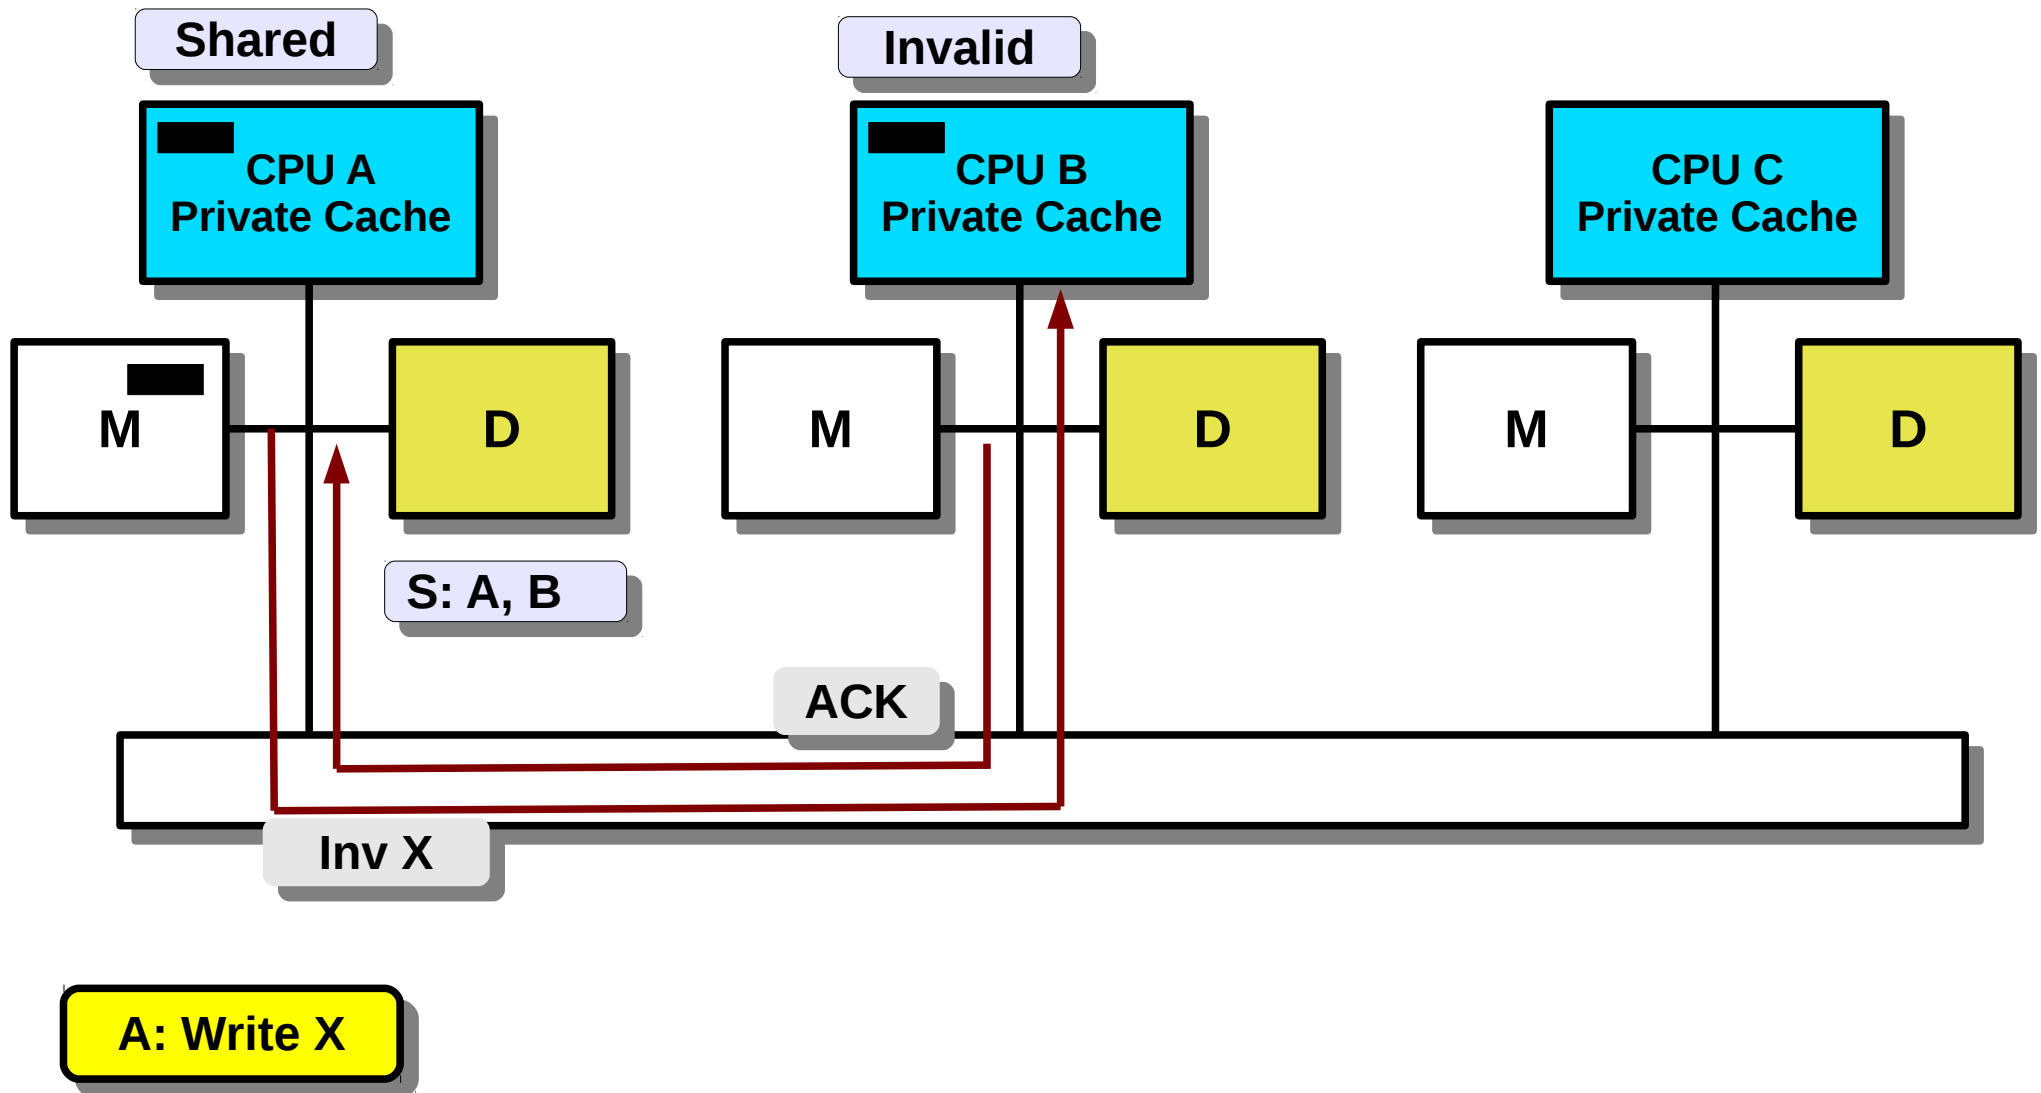 Shared
Invalid
CPU A
Private Cache
CPU B
Private Cache
CPU C
Private Cache
M
D
M
D
M
D
S: A, B
ACK
Inv X
A: Write X